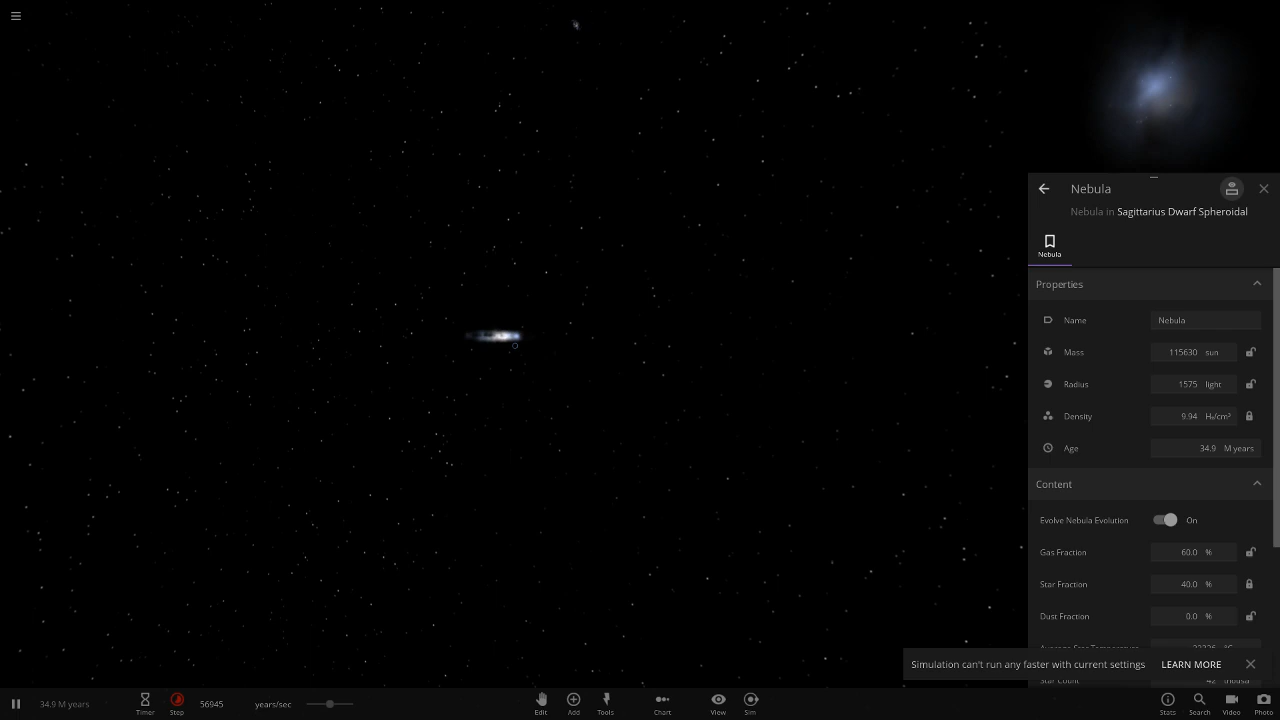 Nebula
Nebula in Sagittarius Dwarf Spheroidal
Nebula
Properties
Name Nebula
Mass 115630 sun
Radius 1575 light
Density 9.94
Age 34.9 M years
Content
Evolve Nebula Evolution On
Gas Fraction 60.0 %
Star Fraction 40.0 %
Dust Fraction 0.0 %
Simulation can't run any faster with current settings LEARN MORE
34.9 M years Timer Step 56945 years/sec Edit Add Tools Chart View Sim Stats Search Video Photo